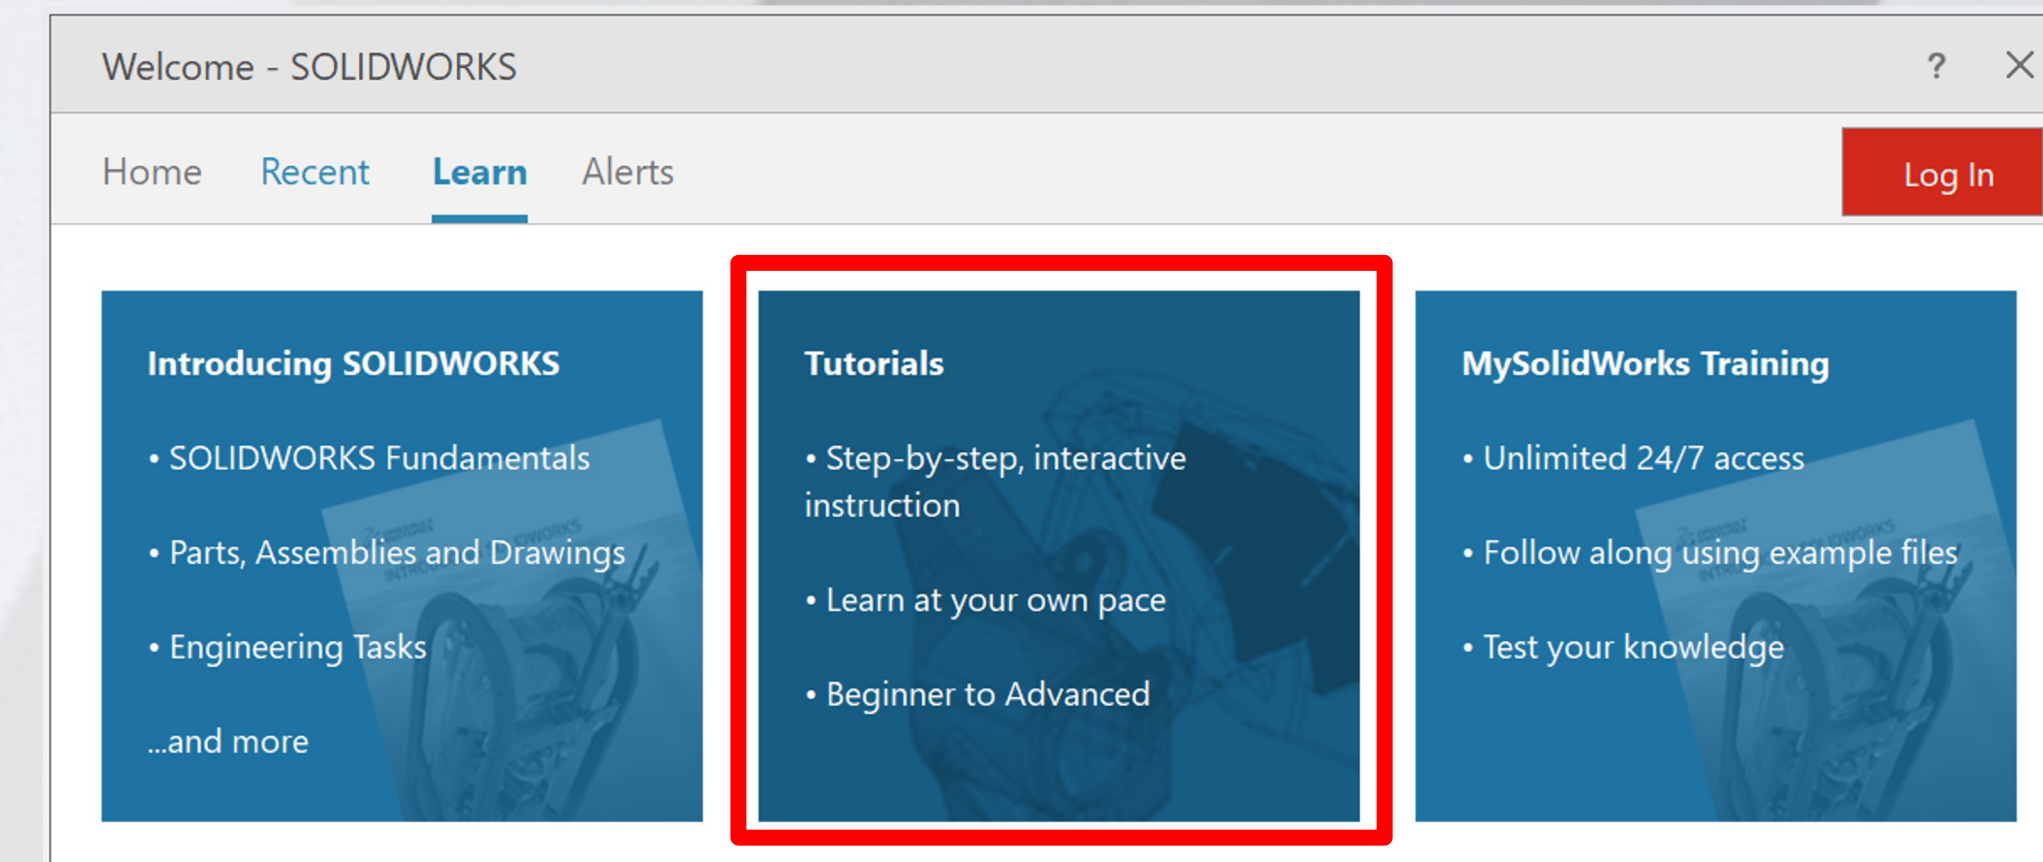 Welcome - SOLIDWORKS
?
Home Recent Learn Alerts
Log In
Introducing SOLIDWORKS
• SOLIDWORKS Fundamentals
• Parts, Assemblies and Drawings
• Engineering Tasks
...and more
Tutorials
• Step-by-step, interactive
instruction
• Learn at your own pace
• Beginner to Advanced
MySolidWorks Training
• Unlimited 24/7 access
• Follow along using example files
• Test your knowledge